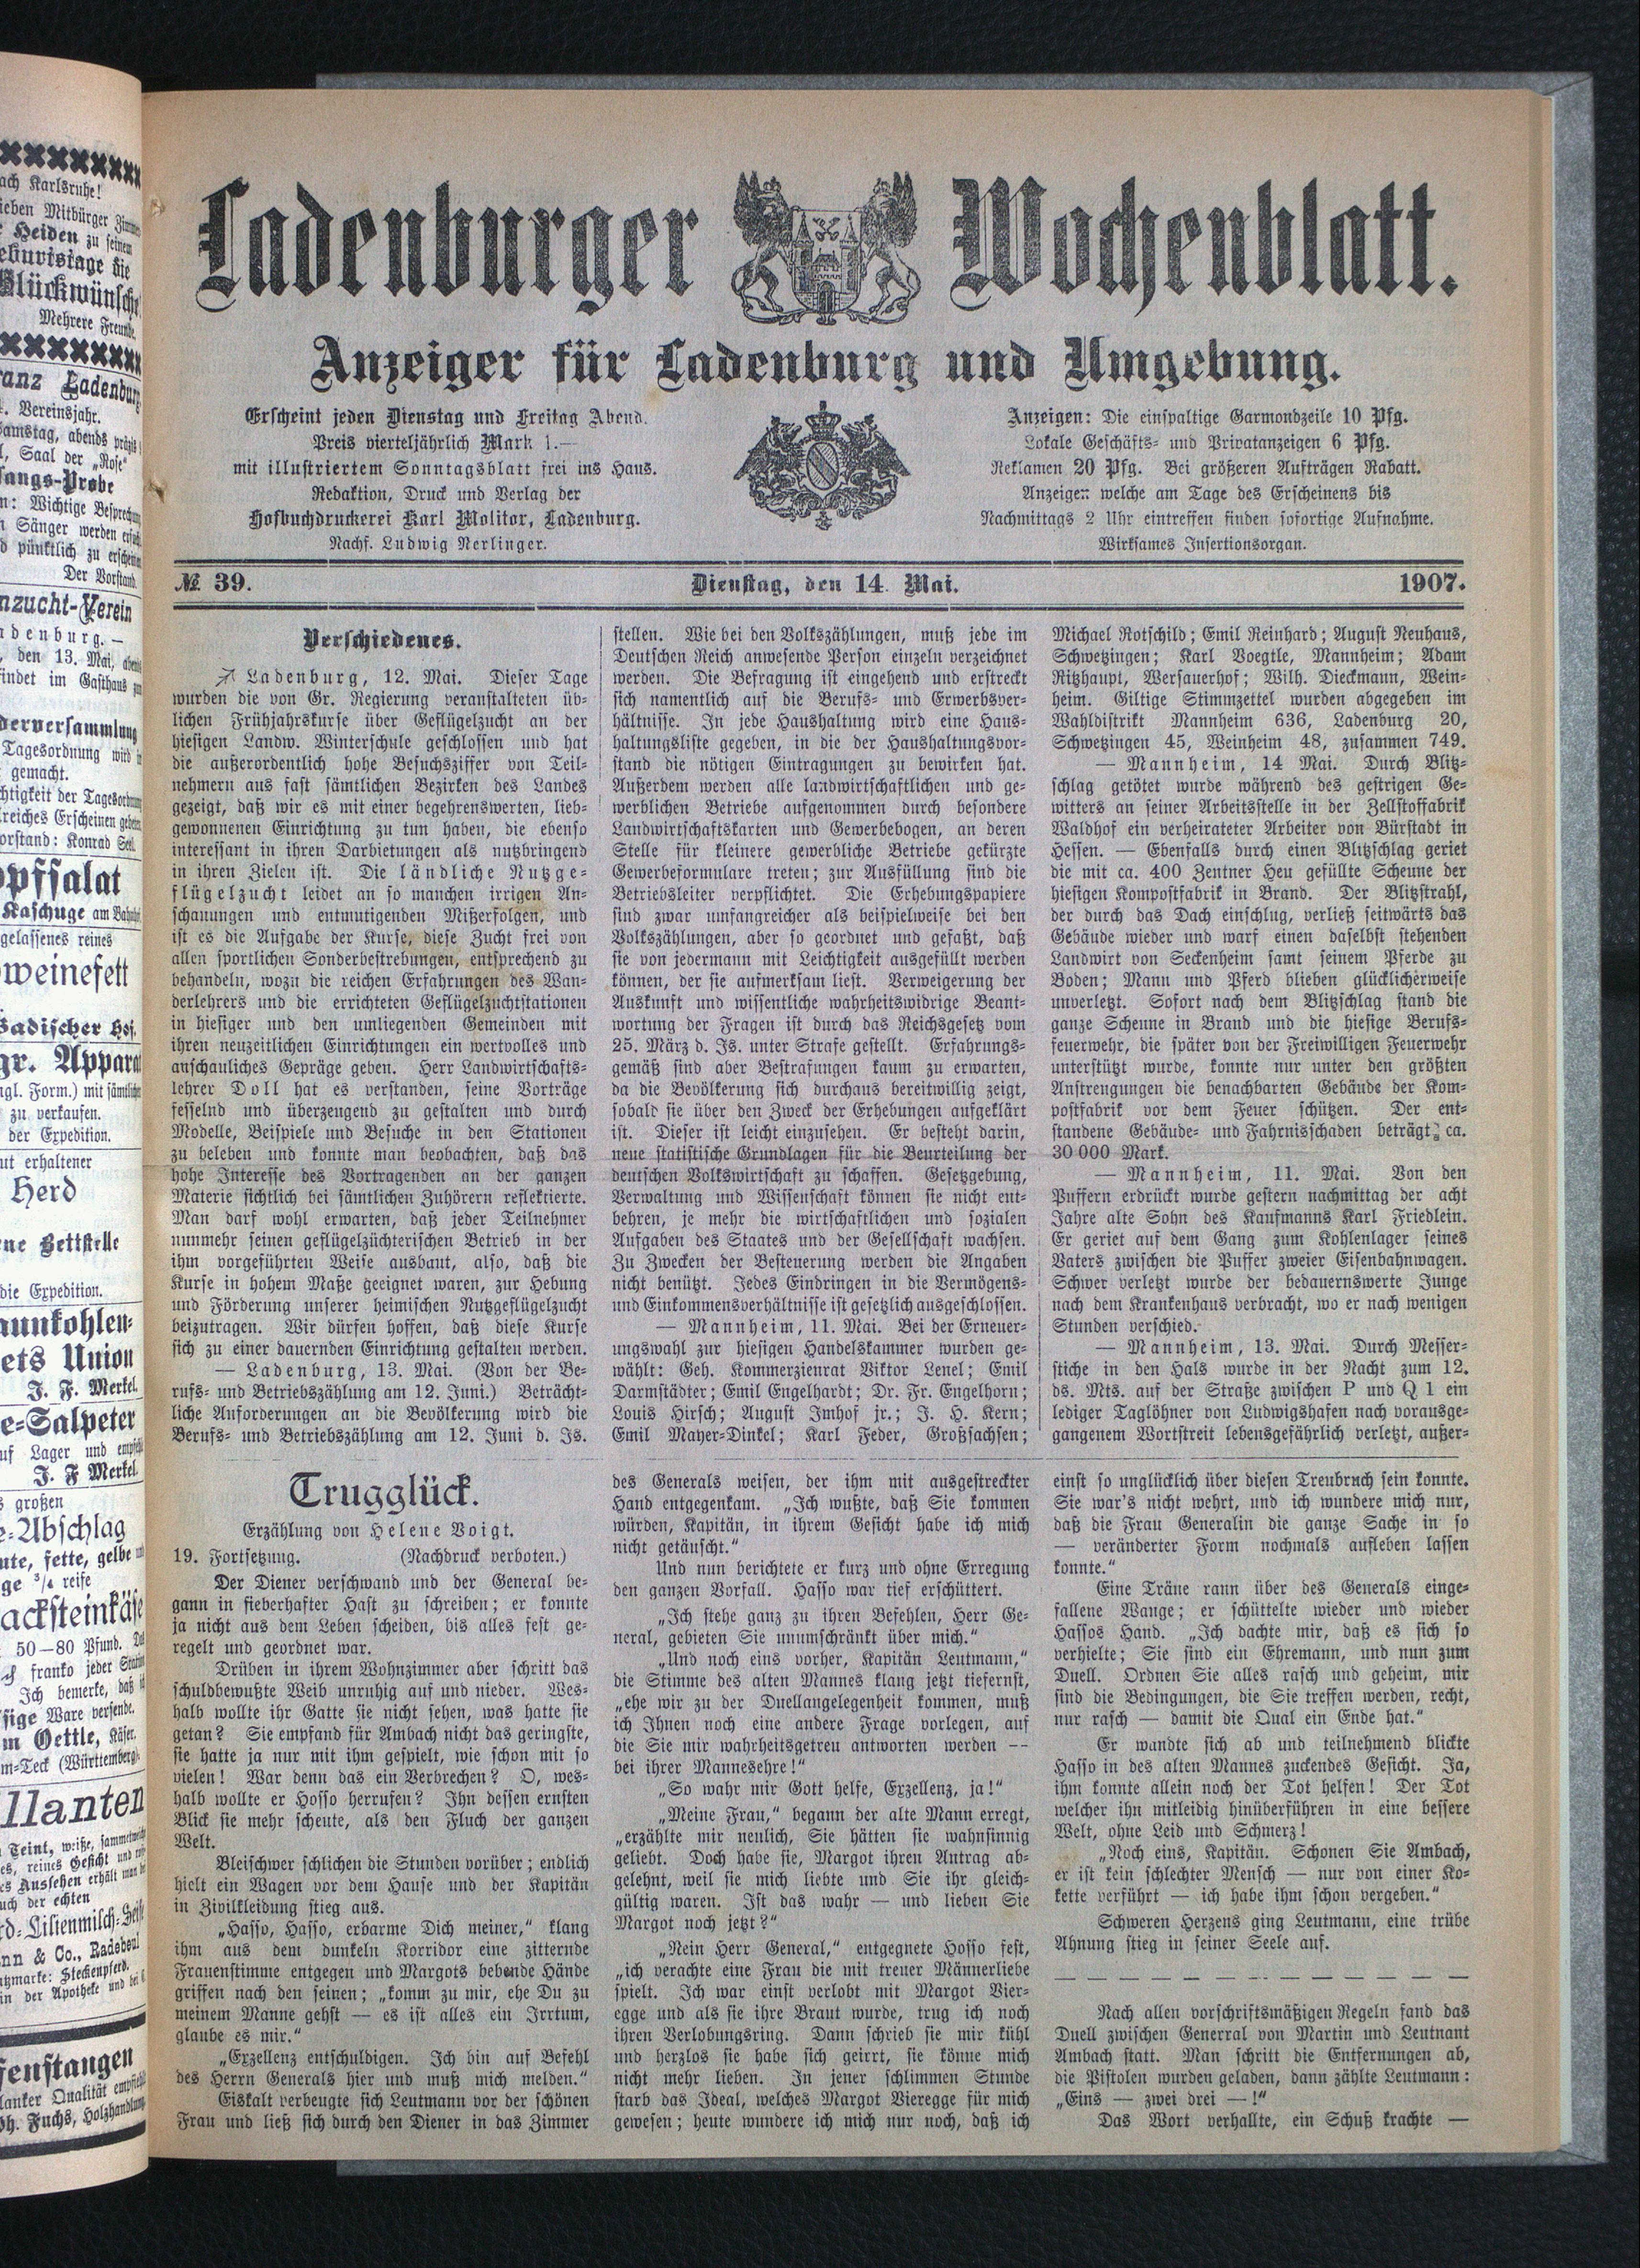 Ladenburger Wochenblatt.
Anzeiger für Ladenburg und Umgebung.
Erscheint jeden Dienstag und Freitag Abend.
Preis vierteljährlich Mark 1.—
mit illustriertem Sonntagsblatt frei ins Haus.
Redaktion, Druck und Verlag der
Hofbuchdruckerei Karl Molitor, Ladenburg.
Nachf. Ludwig Nerlinger.
Anzeigen: Die einspaltige Garmondzeile 10 Pfg.
Lokale Geschäfts- und Privatanzeigen 6 Pfg.
Reklamen 20 Pfg. Bei größeren Aufträgen Rabatt.
Anzeigen welche am Tage des Erscheinens bis
Nachmittags 2 Uhr eintreffen finden sofortige Aufnahme.
Wirksames Insertionsorgan.
№ 39.
Dienstag, den 14. Mai.
1907.
Verschiedenes.
Ladenburg, 12. Mai. Dieser Tage
wurden die von Gr. Regierung veranstalteten üb-
lichen Frühjahrskurse über Geflügelzucht an der
hiesigen Landw. Winterschule geschlossen und hat
die außerordentlich hohe Besuchsziffer von Teil-
nehmern aus fast sämtlichen Bezirken des Landes
gezeigt, daß wir es mit einer begehrenswerten, lieb-
gewonnenen Einrichtung zu tun haben, die ebenso
interessant in ihren Darbietungen als nutzbringend
in ihren Zielen ist. Die ländliche Nutzge-
flügelzucht leidet an so manchen irrigen An-
schauungen und entmutigenden Mißerfolgen, und
ist es die Aufgabe der Kurse, diese Zucht frei von
allen sportlichen Sonderbestrebungen, entsprechend zu
behandeln, wozu die reichen Erfahrungen des Wan-
derlehrers und die errichteten Geflügelzuchtstationen
in hiesiger und den umliegenden Gemeinden mit
ihren neuzeitlichen Einrichtungen ein wertvolles und
anschauliches Gepräge geben. Herr Landwirtschafts-
lehrer Doll hat es verstanden, seine Vorträge
fesselnd und überzeugend zu gestalten und durch
Modelle, Beispiele und Besuche in den Stationen
zu beleben und konnte man beobachten, daß das
hohe Interesse des Vortragenden an der ganzen
Materie sichtlich bei sämtlichen Zuhörern reflektierte.
Man darf wohl erwarten, daß jeder Teilnehmer
nunmehr seinen geflügelzüchterischen Betrieb in der
ihm vorgeführten Weise ausbaut, also, daß die
Kurse in hohem Maße geeignet waren, zur Hebung
und Förderung unserer heimischen Nutzgeflügelzucht
beizutragen. Wir dürfen hoffen, daß diese Kurse
sich zu einer dauernden Einrichtung gestalten werden.
— Ladenburg, 13. Mai. (Von der Be-
rufs- und Betriebszählung am 12. Juni.) Beträcht-
liche Anforderungen an die Bevölkerung wird die
Berufs- und Betriebszählung am 12. Juni d. Js.
stellen. Wie bei den Volkszählungen, muß jede im
Deutschen Reich anwesende Person einzeln verzeichnet
werden. Die Befragung ist eingehend und erstreckt
sich namentlich auf die Berufs- und Erwerbsver-
hältnisse. In jede Haushaltung wird eine Haus-
haltungsliste gegeben, in die der Haushaltungsvor-
stand die nötigen Eintragungen zu bewirken hat.
Außerdem werden alle landwirtschaftlichen und ge-
werblichen Betriebe aufgenommen durch besondere
Landwirtschaftskarten und Gewerbebogen, an deren
Stelle für kleinere gewerbliche Betriebe gekürzte
Gewerbeformulare treten; zur Ausfüllung sind die
Betriebsleiter verpflichtet. Die Erhebungspapiere
sind zwar umfangreicher als beispielweise bei den
Volkszählungen, aber so geordnet und gefaßt, daß
sie von jedermann mit Leichtigkeit ausgefüllt werden
können, der sie aufmerksam liest. Verweigerung der
Auskunft und wissentliche wahrheitswidrige Beant-
wortung der Fragen ist durch das Reichsgesetz vom
25. März d. Js. unter Strafe gestellt. Erfahrungs-
gemäß sind aber Bestrafungen kaum zu erwarten,
da die Bevölkerung sich durchaus bereitwillig zeigt,
sobald sie über den Zweck der Erhebungen aufgeklärt
ist. Dieser ist leicht einzusehen. Er besteht darin,
neue statistische Grundlagen für die Beurteilung der
deutschen Volkswirtschaft zu schaffen. Gesetzgebung,
Verwaltung und Wissenschaft können sie nicht ent-
behren, je mehr die wirtschaftlichen und sozialen
Aufgaben des Staates und der Gesellschaft wachsen.
Zu Zwecken der Besteuerung werden die Angaben
nicht benützt. Jedes Eindringen in die Vermögens-
und Einkommensverhältnisse ist gesetzlich ausgeschlossen.
— Mannheim, 11. Mai. Bei der Erneuer-
ungswahl zur hiesigen Handelskammer wurden ge-
wählt: Geh. Kommerzienrat Viktor Lenel; Emil
Darmstädter; Emil Engelhardt; Dr. Fr. Engelhorn;
Louis Hirsch; August Imhof jr.; J. H. Kern;
Emil Mayer-Dinkel; Karl Feder, Großsachsen;
Michael Rotschild; Emil Reinhard; August Neuhaus,
Schwetzingen; Karl Voegtle, Mannheim; Adam
Ritzhaupt, Wersauerhof; Wilh. Dieckmann, Wein-
heim. Giltige Stimmzettel wurden abgegeben im
Wahldistrikt Mannheim 636, Ladenburg 20,
Schwetzingen 45, Weinheim 48, zusammen 749.
— Mannheim, 14 Mai. Durch Blitz-
schlag getötet wurde während des gestrigen Ge-
witters an seiner Arbeitsstelle in der Zellstoffabrik
Waldhof ein verheirateter Arbeiter von Bürstadt in
Hessen. — Ebenfalls durch einen Blitzschlag geriet
die mit ca. 400 Zentner Heu gefüllte Scheune der
hiesigen Kompostfabrik in Brand. Der Blitzstrahl,
der durch das Dach einschlug, verließ seitwärts das
Gebäude wieder und warf einen daselbst stehenden
Landwirt von Seckenheim samt seinem Pferde zu
Boden; Mann und Pferd blieben glücklicherweise
unverletzt. Sofort nach dem Blitzschlag stand die
ganze Scheune in Brand und die hiesige Berufs-
feuerwehr, die später von der Freiwilligen Feuerwehr
unterstützt wurde, konnte nur unter den größten
Anstrengungen die benachbarten Gebäude der Kom-
postfabrik vor dem Feuer schützen. Der ent-
standene Gebäude- und Fahrnisschaden beträgt ca.
30 000 Mark.
— Mannheim, 11. Mai. Von den
Puffern erdrückt wurde gestern nachmittag der acht
Jahre alte Sohn des Kaufmanns Karl Friedlein.
Er geriet auf dem Gang zum Kohlenlager seines
Vaters zwischen die Puffer zweier Eisenbahnwagen.
Schwer verletzt wurde der bedauernswerte Junge
nach dem Krankenhaus verbracht, wo er nach wenigen
Stunden verschied.
— Mannheim, 13. Mai. Durch Messer-
stiche in den Hals wurde in der Nacht zum 12.
ds. Mts. auf der Straße zwischen P und Q 1 ein
lediger Taglöhner von Ludwigshafen nach vorausge-
gangenem Wortstreit lebensgefährlich verletzt, außer-
Trugglück.
Erzählung von Helene Voigt.
19. Fortsetzung. (Nachdruck verboten.)
Der Diener verschwand und der General be-
gann in fieberhafter Hast zu schreiben; er konnte
ja nicht aus dem Leben scheiden, bis alles fest ge-
regelt und geordnet war.
Drüben in ihrem Wohnzimmer aber schritt das
schuldbewußte Weib unruhig auf und nieder. Wes-
halb wollte ihr Gatte sie nicht sehen, was hatte sie
getan? Sie empfand für Ambach nicht das geringste,
sie hatte ja nur mit ihm gespielt, wie schon mit so
vielen! War denn das ein Verbrechen? O, wes-
halb wollte er Hosso herrufen? Ihn dessen ernsten
Blick sie mehr scheute, als den Fluch der ganzen
Welt.
Bleischwer schlichen die Stunden vorüber; endlich
hielt ein Wagen vor dem Hause und der Kapitän
in Zivilkleidung stieg aus.
„Hasso, Hasso, erbarme Dich meiner,“ klang
ihm aus dem dunkeln Korridor eine zitternde
Frauenstimme entgegen und Margots bebende Hände
griffen nach den seinen; „komm zu mir, ehe Du zu
meinem Manne gehst — es ist alles ein Irrtum,
glaube es mir.“
„Exzellenz entschuldigen. Ich bin auf Befehl
des Herrn Generals hier und muß mich melden.“
Eiskalt verbeugte sich Leutmann vor der schönen
Frau und ließ sich durch den Diener in das Zimmer
des Generals weisen, der ihm mit ausgestreckter
Hand entgegenkam. „Ich wußte, daß Sie kommen
würden, Kapitän, in ihrem Gesicht habe ich mich
nicht getäuscht.“
Und nun berichtete er kurz und ohne Erregung
den ganzen Vorfall. Hasso war tief erschüttert.
„Ich stehe ganz zu ihren Befehlen, Herr Ge-
neral, gebieten Sie unumschränkt über mich.“
„Und noch eins vorher, Kapitän Leutmann,“
die Stimme des alten Mannes klang jetzt tiefernst,
„ehe wir zu der Duellangelegenheit kommen, muß
ich Ihnen noch eine andere Frage vorlegen, auf
die Sie mir wahrheitsgetreu antworten werden --
bei ihrer Mannesehre!“
„So wahr mir Gott helfe, Exzellenz, ja!“
„Meine Frau,“ begann der alte Mann erregt,
„erzählte mir neulich, Sie hätten sie wahnsinnig
geliebt. Doch habe sie, Margot ihren Antrag ab-
gelehnt, weil sie mich liebte und Sie ihr gleich-
gültig waren. Ist das wahr — und lieben Sie
Margot noch jetzt?“
„Nein Herr General,“ entgegnete Hosso fest,
„ich verachte eine Frau die mit treuer Männerliebe
spielt. Ich war einst verlobt mit Margot Vier-
egge und als sie ihre Braut wurde, trug ich noch
ihren Verlobungsring. Dann schrieb sie mir kühl
und herzlos sie habe sich geirrt, sie könne mich
nicht mehr lieben. In jener schlimmen Stunde
starb das Ideal, welches Margot Vieregge für mich
gewesen; heute wundere ich mich nur noch, daß ich
einst so unglücklich über diesen Treubruch sein konnte.
Sie war's nicht wehrt, und ich wundere mich nur,
daß die Frau Generalin die ganze Sache in so
— veränderter Form nochmals aufleben lassen
konnte.“
Eine Träne rann über des Generals einge-
fallene Wange; er schüttelte wieder und wieder
Hassos Hand. „Ich dachte mir, daß es sich so
verhielte; Sie sind ein Ehremann, und nun zum
Duell. Ordnen Sie alles rasch und geheim, mir
sind die Bedingungen, die Sie treffen werden, recht,
nur rasch — damit die Qual ein Ende hat.“
Er wandte sich ab und teilnehmend blickte
Hasso in des alten Mannes zuckendes Gesicht. Ja,
ihm konnte allein noch der Tot helfen! Der Tot
welcher ihn mitleidig hinüberführen in eine bessere
Welt, ohne Leid und Schmerz!
„Noch eins, Kapitän. Schonen Sie Ambach,
er ist kein schlechter Mensch — nur von einer Ko-
kette verführt — ich habe ihm schon vergeben.“
Schweren Herzens ging Leutmann, eine trübe
Ahnung stieg in seiner Seele auf.
Nach allen vorschriftsmäßigen Regeln fand das
Duell zwischen Generral von Martin und Leutnant
Ambach statt. Man schritt die Entfernungen ab,
die Pistolen wurden geladen, dann zählte Leutmann:
„Eins — zwei drei —!“
Das Wort verhallte, ein Schuß krachte —